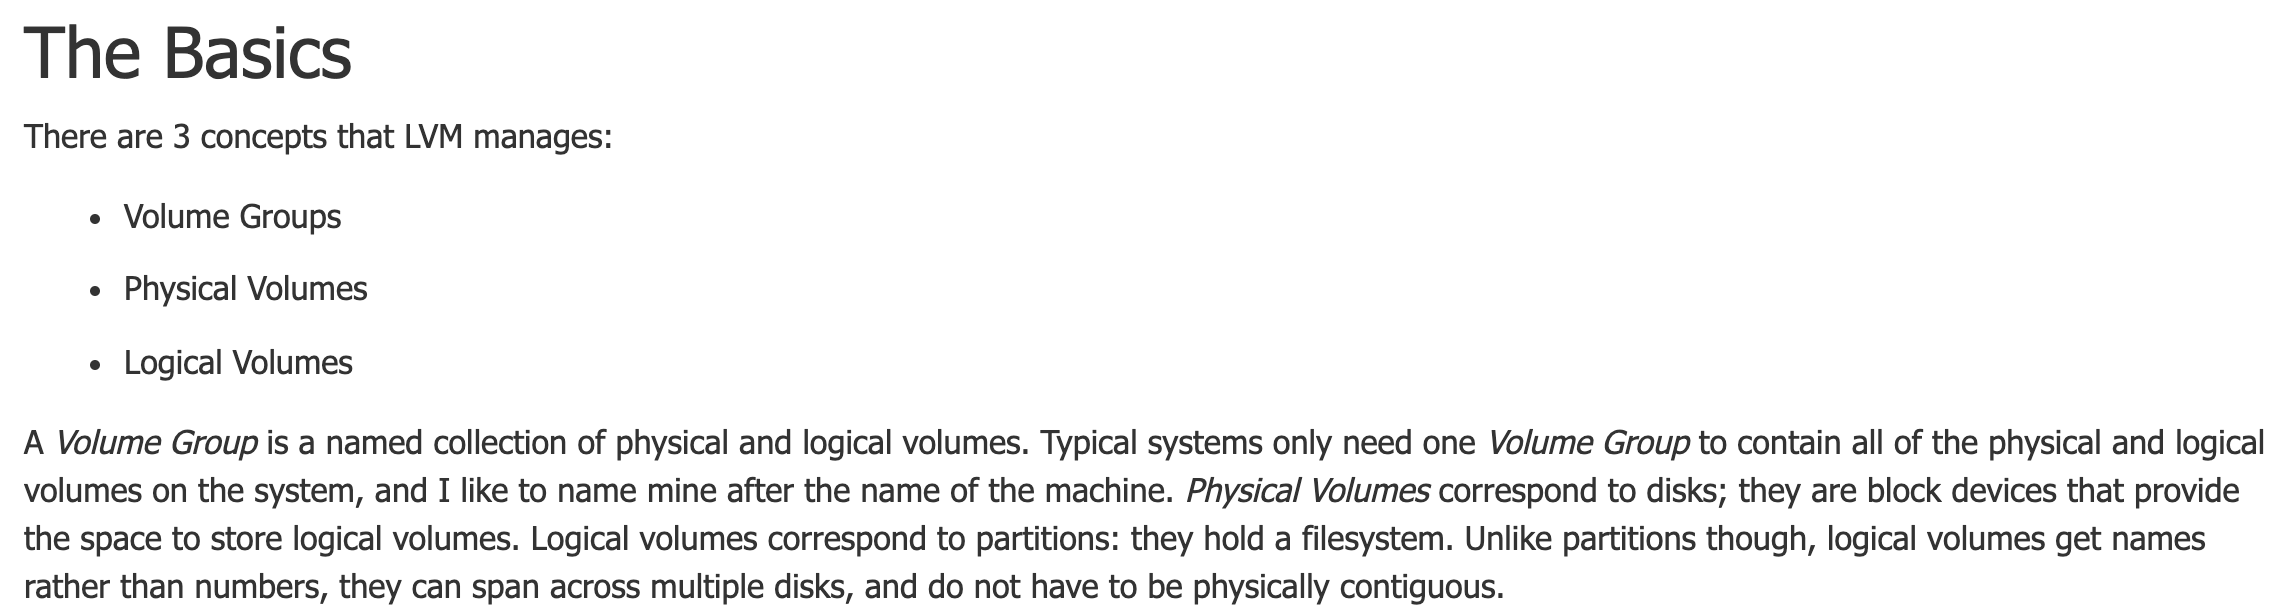 The Basics
There are 3 concepts that LVM manages:
• Volume Groups
• Physical Volumes
• Logical Volumes
A Volume Group is a named collection of physical and logical volumes. Typical systems only need one Volume Group to contain all of the physical and logical
volumes on the system, and I like to name mine after the name of the machine. Physical Volumes correspond to disks; they are block devices that provide
the space to store logical volumes. Logical volumes correspond to partitions: they hold a filesystem. Unlike partitions though, logical volumes get names
rather than numbers, they can span across multiple disks, and do not have to be physically contiguous.